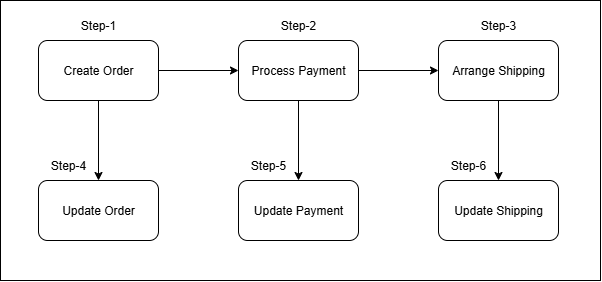 Step-1
Step-2
Step-3
Create Order
Process Payment
Arrange Shipping
Step-4
Step-5
Step-6
Update Order
Update Payment
Update Shipping